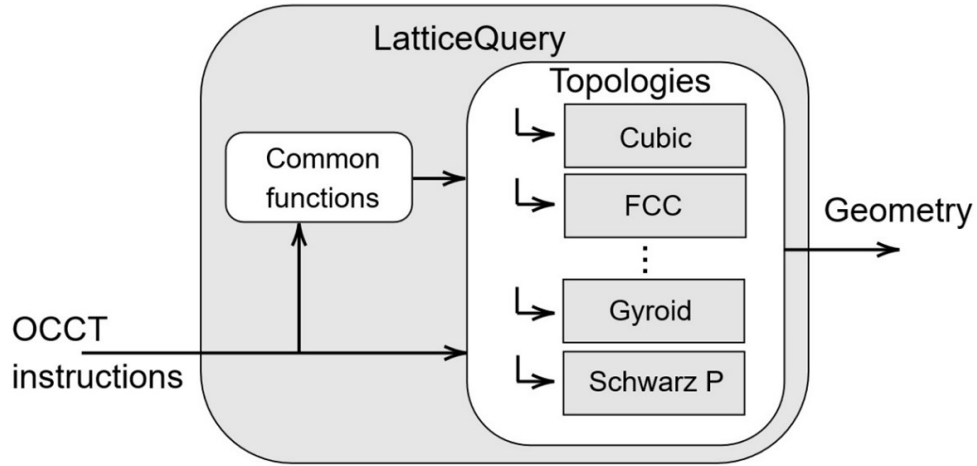 LatticeQuery
Topologies
Cubic
Common
functions
FCC
Geometry
Gyroid
OCCT
instructions
Schwarz P